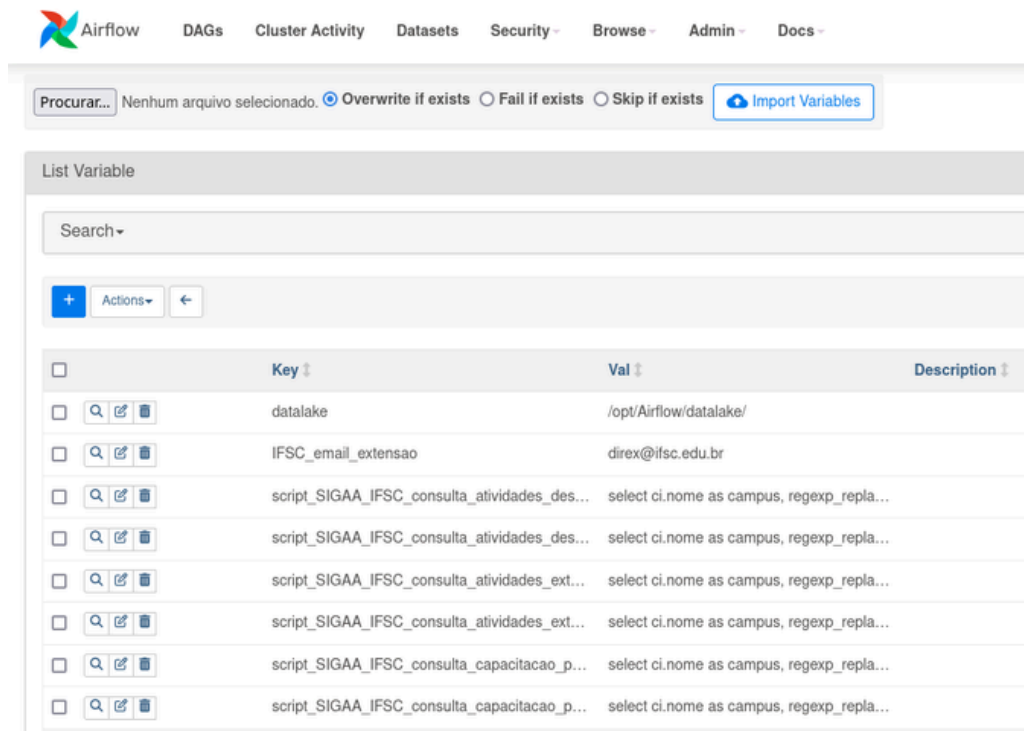 Airflow DAGs Cluster Activity Datasets Security Browse Admin Docs
Procurar... Nenhum arquivo selecionado. Overwrite if exists Fail if exists Skip if exists Import Variables
List Variable
Search
+ Actions
Key Val Description
datalake /opt/Airflow/datalake/
IFSC_email_extensao direx@ifsc.edu.br
script_SIGAA_IFSC_consulta_atividades_des... select ci.nome as campus, regexp_repla...
script_SIGAA_IFSC_consulta_atividades_des... select ci.nome as campus, regexp_repla...
script_SIGAA_IFSC_consulta_atividades_ext... select ci.nome as campus, regexp_repla...
script_SIGAA_IFSC_consulta_atividades_ext... select ci.nome as campus, regexp_repla...
script_SIGAA_IFSC_consulta_capacitacao_p... select ci.nome as campus, regexp_repla...
script_SIGAA_IFSC_consulta_capacitacao_p... select ci.nome as campus, regexp_repla...